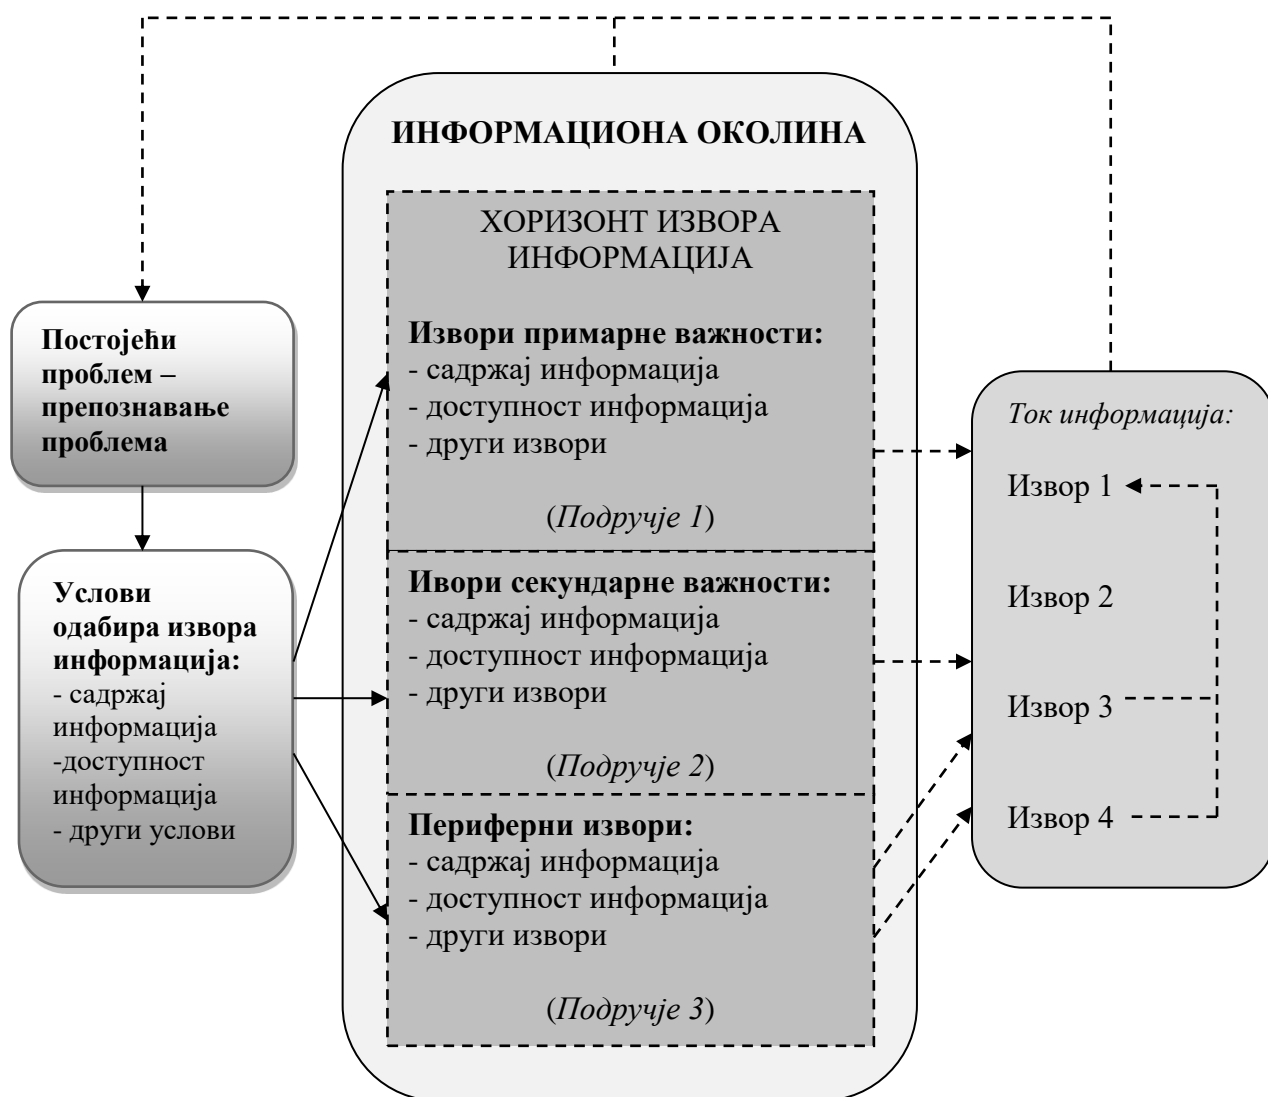 ИНФОРМАЦИОНА ОКОЛИНА
ХОРИЗОНТ ИЗВОРА
ИНФОРМАЦИЈА
Постојећи
проблем –
препознавање
проблема
Услови
одабира извора
информација:
- садржај
информација
-доступност
информација
- други услови
Извори примарне важности:
- садржај информација
- доступност информација
- други извори
(Подручје 1)
Ивори секундарне важности:
- садржај информација
- доступност информација
- други извори
(Подручје 2)
Периферни извори:
- садржај информација
- доступност информација
- други извори
(Подручје 3)
Ток информација:
Извор 1
Извор 2
Извор 3
Извор 4